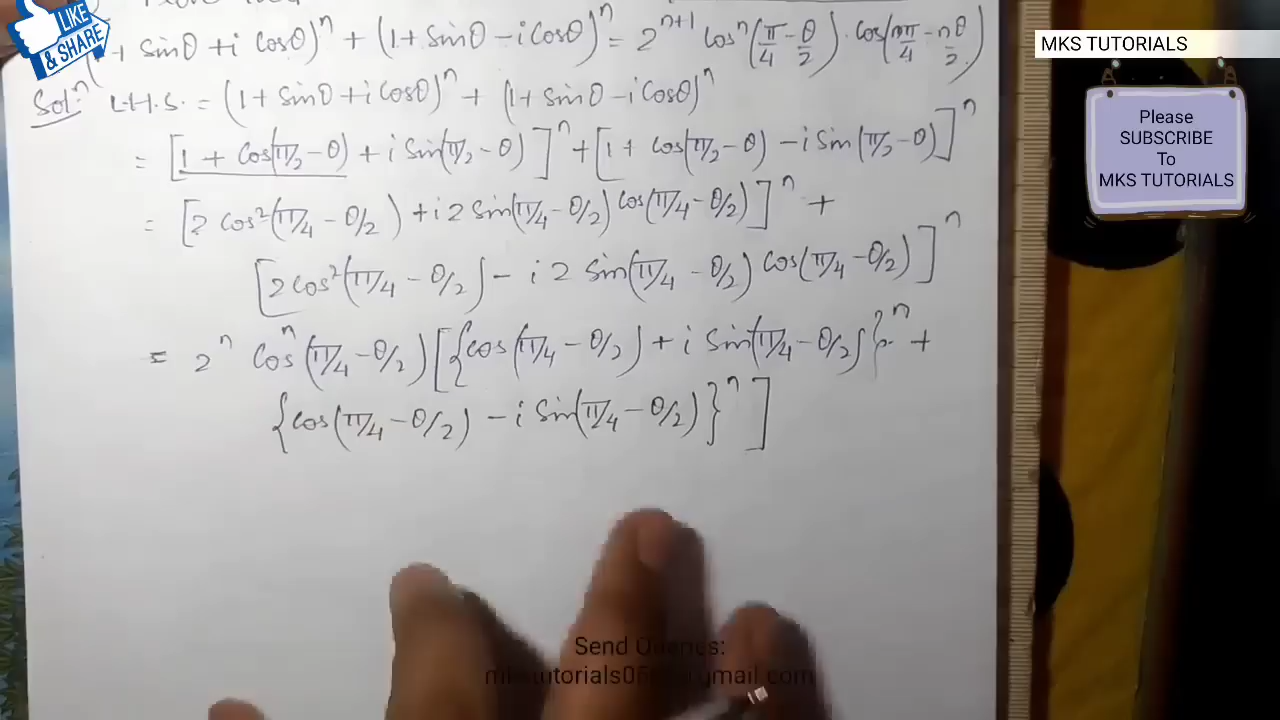 LIKE & SHARE
+ sinθ + i cosθ)ⁿ + (1 + sinθ − i cosθ)ⁿ = 2ⁿ⁺¹ cosⁿ(π/4 − θ/2) · cos(nπ/4 − nθ/2)
MKS TUTORIALS
Solⁿ: L.H.S. = (1 + sinθ + i cosθ)ⁿ + (1 + sinθ − i cosθ)ⁿ
= [1 + cos(π/2 − θ) + i sin(π/2 − θ)]ⁿ + [1 + cos(π/2 − θ) − i sin(π/2 − θ)]ⁿ
= [2 cos²(π/4 − θ/2) + i 2 sin(π/4 − θ/2) cos(π/4 − θ/2)]ⁿ +
[2 cos²(π/4 − θ/2) − i 2 sin(π/4 − θ/2) cos(π/4 − θ/2)]ⁿ
= 2ⁿ cosⁿ(π/4 − θ/2) [{cos(π/4 − θ/2) + i sin(π/4 − θ/2)}ⁿ +
{cos(π/4 − θ/2) − i sin(π/4 − θ/2)}ⁿ]
Please
SUBSCRIBE
To
MKS TUTORIALS
Send Queries: